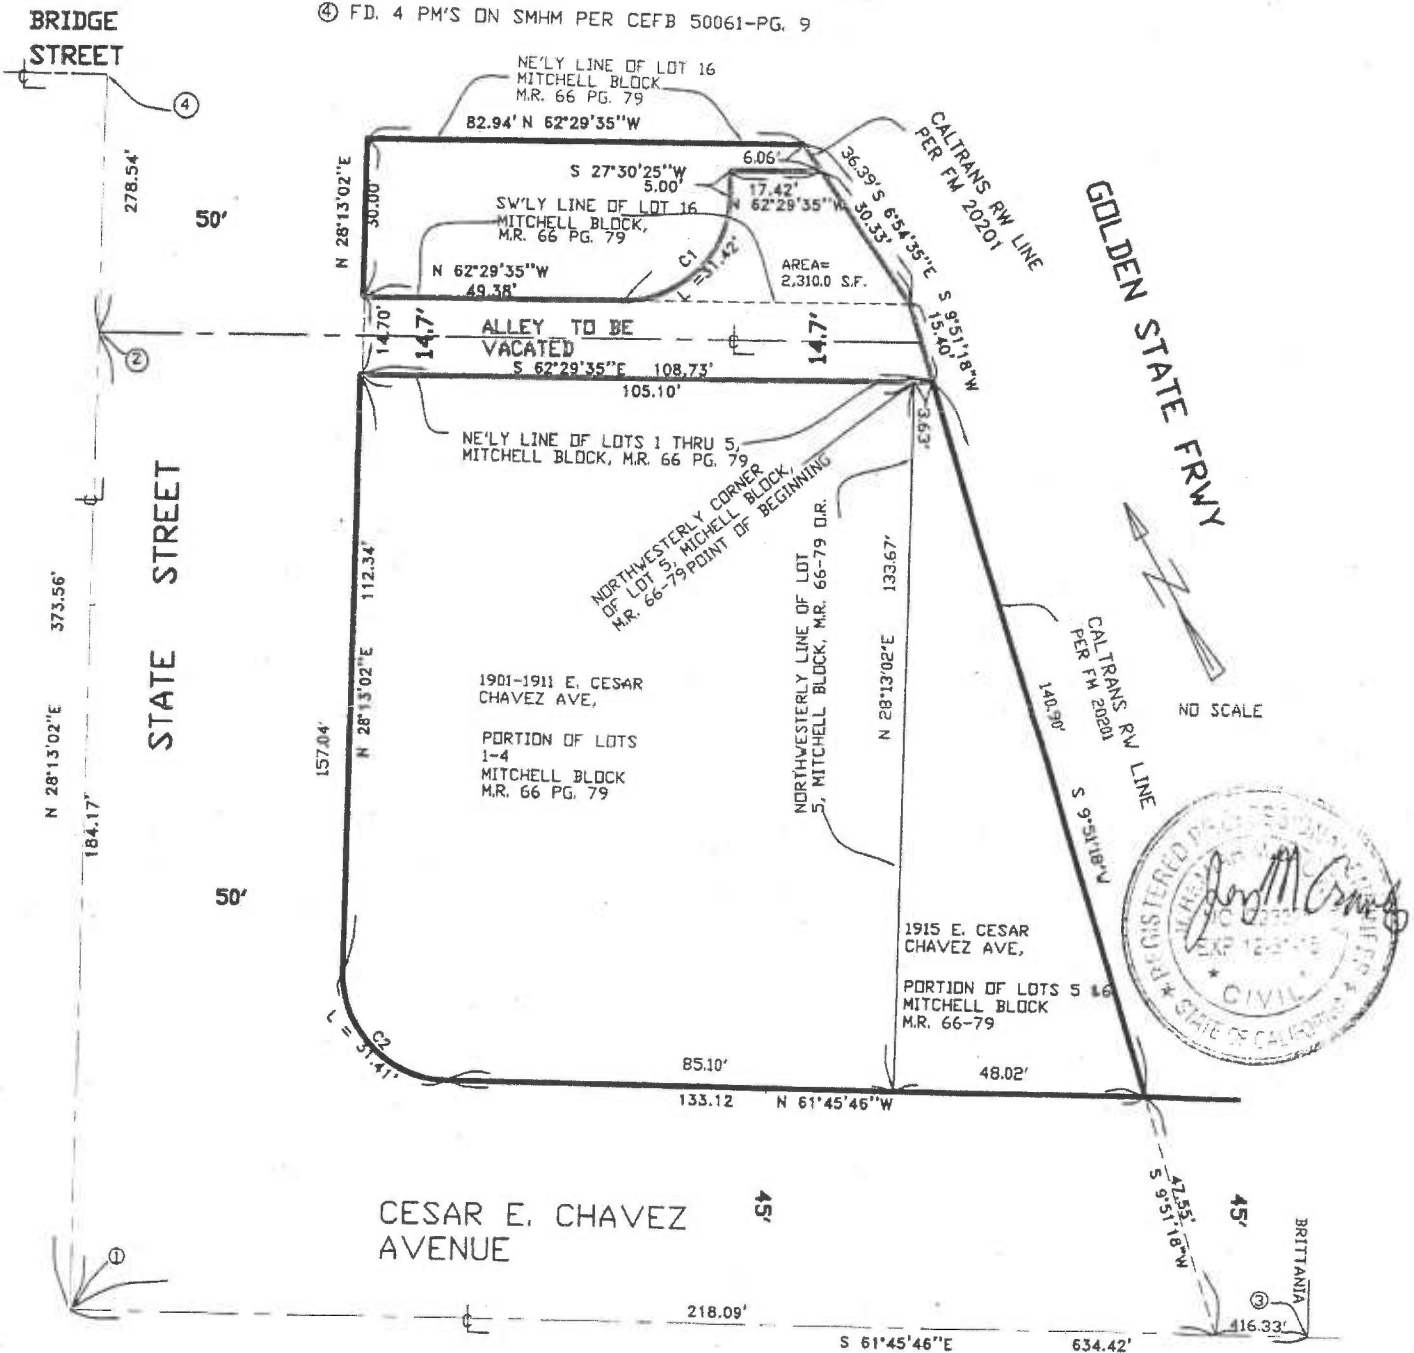 ④ FD. 4 PM'S ON SMHM PER CEFB 50061-PG. 9
BRIDGE
STREET
④
278.54'
50'
NE'LY LINE OF LOT 16
MITCHELL BLOCK
M.R. 66 PG. 79
82.94' N 62°29'35"W
N 28°13'02"E
30.00'
S 27°30'25"W
5.00'
6.06'
17.42'
N 62°29'35"W
36.39' S 6°54'35"E
30.33'
CALTRANS RW LINE
PER FM 20201
GOLDEN STATE FRWY
SW'LY LINE OF LOT 16
MITCHELL BLOCK,
M.R. 66 PG. 79
C1
L =31.42'
AREA=
2,310.0 S.F.
N 62°29'35"W
49.38'
S 9°51'18"W
15.40'
14.70'
14.7'
ALLEY TO BE
VACATED
14.7'
②
S 62°29'35"E 108.73'
105.10'
3.63'
NE'LY LINE OF LOTS 1 THRU 5,
MITCHELL BLOCK, M.R. 66 PG. 79
NORTHWESTERLY CORNER
OF LOT 5, MICHELL BLOCK,
M.R. 66-79 POINT OF BEGINNING
STATE STREET
373.56'
N 28°13'02"E
184.17'
112.34'
N 28°13'02"E
157.04'
50'
NORTHWESTERLY LINE OF LOT
5, MITCHELL BLOCK, M.R. 66-79 O.R.
133.67'
N 28°13'02"E
1901-1911 E. CESAR
CHAVEZ AVE,
PORTION OF LOTS
1-4
MITCHELL BLOCK
M.R. 66 PG. 79
CALTRANS RW LINE
PER FM 20201
140.90'
S 9°51'18"W
NO SCALE
REGISTERED PROFESSIONAL
CIVIL
STATE OF CALIFORNIA
1915 E. CESAR
CHAVEZ AVE,
PORTION OF LOTS 5 &6
MITCHELL BLOCK
M.R. 66-79
C2
L = 31.41'
85.10'
48.02'
133.12 N 61°45'46"W
CESAR E. CHAVEZ
AVENUE
45'
47.55'
S 9°51'18"W
45'
BRITTANIA
①
③
218.09'
416.33'
S 61°45'46"E 634.42'